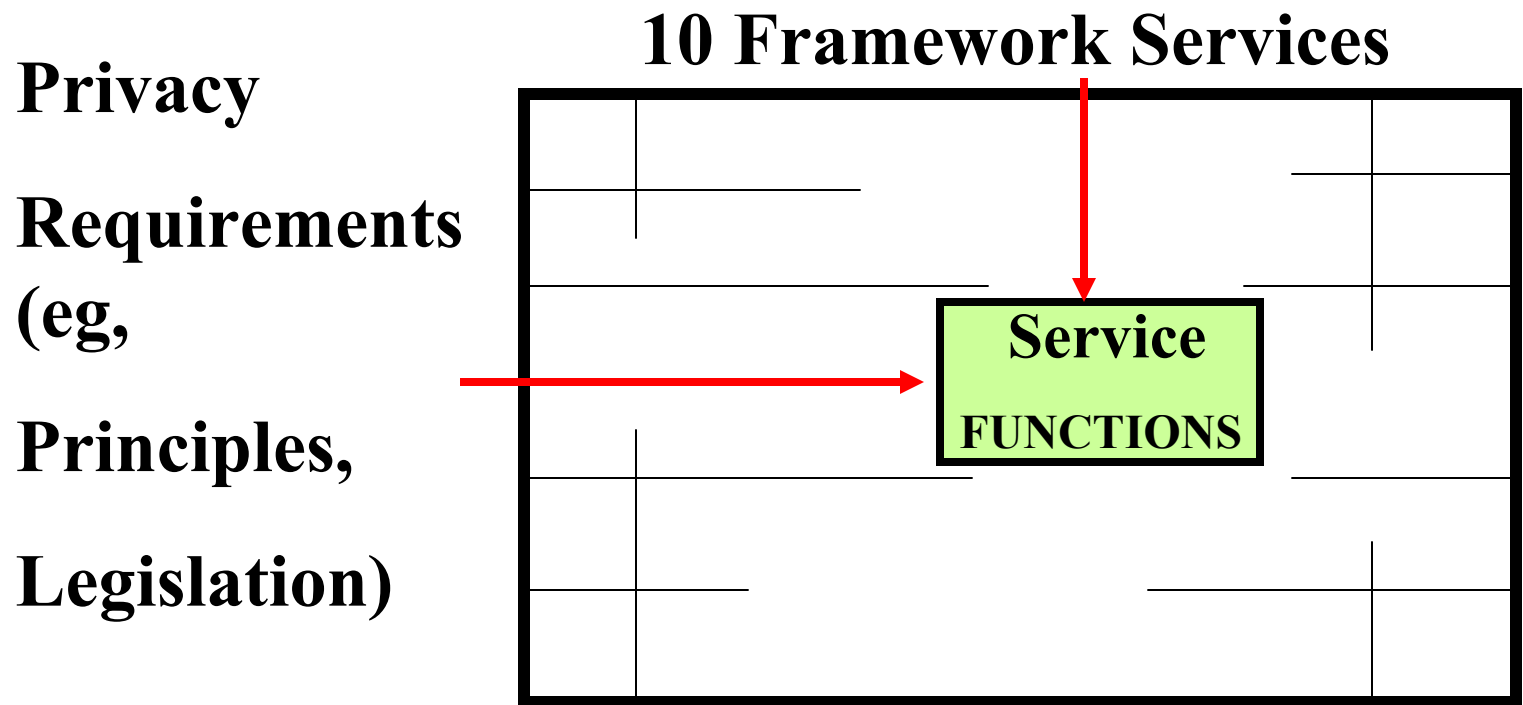 10 Framework Services
Privacy
Requirements
(eg,
Principles,
Legislation)
Service
FUNCTIONS